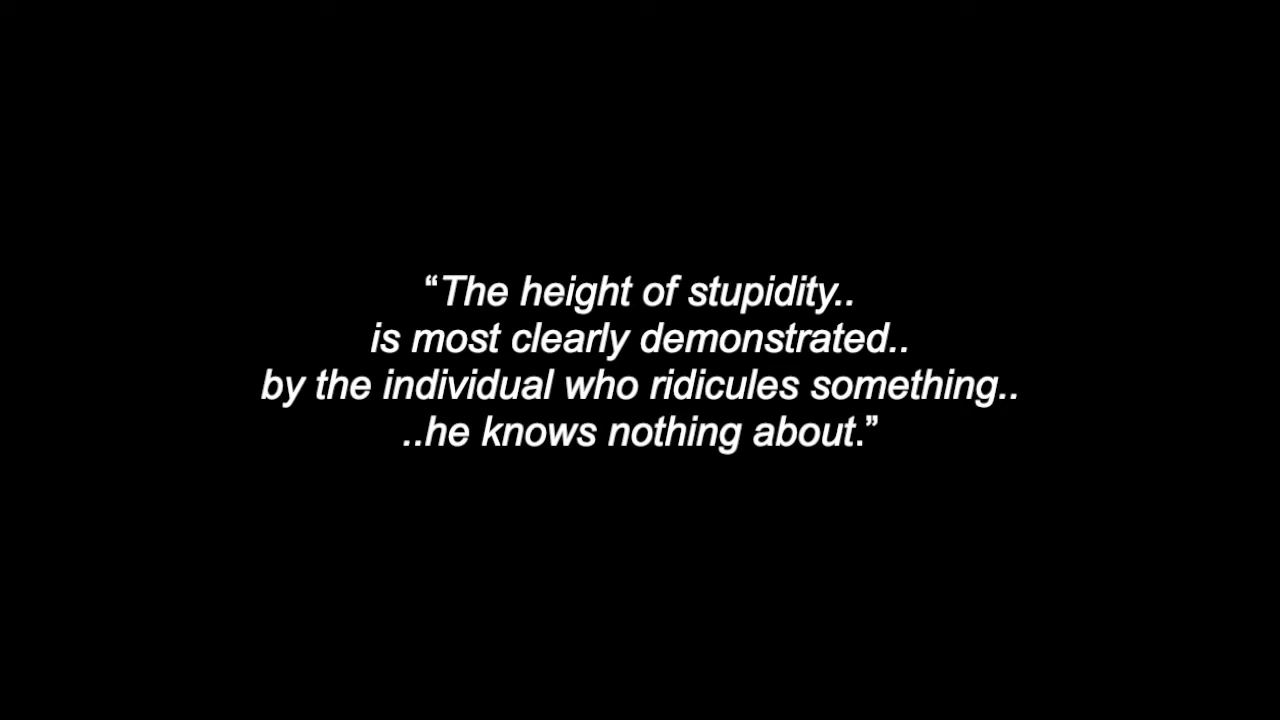 “The height of stupidity..
is most clearly demonstrated..
by the individual who ridicules something..
..he knows nothing about.”